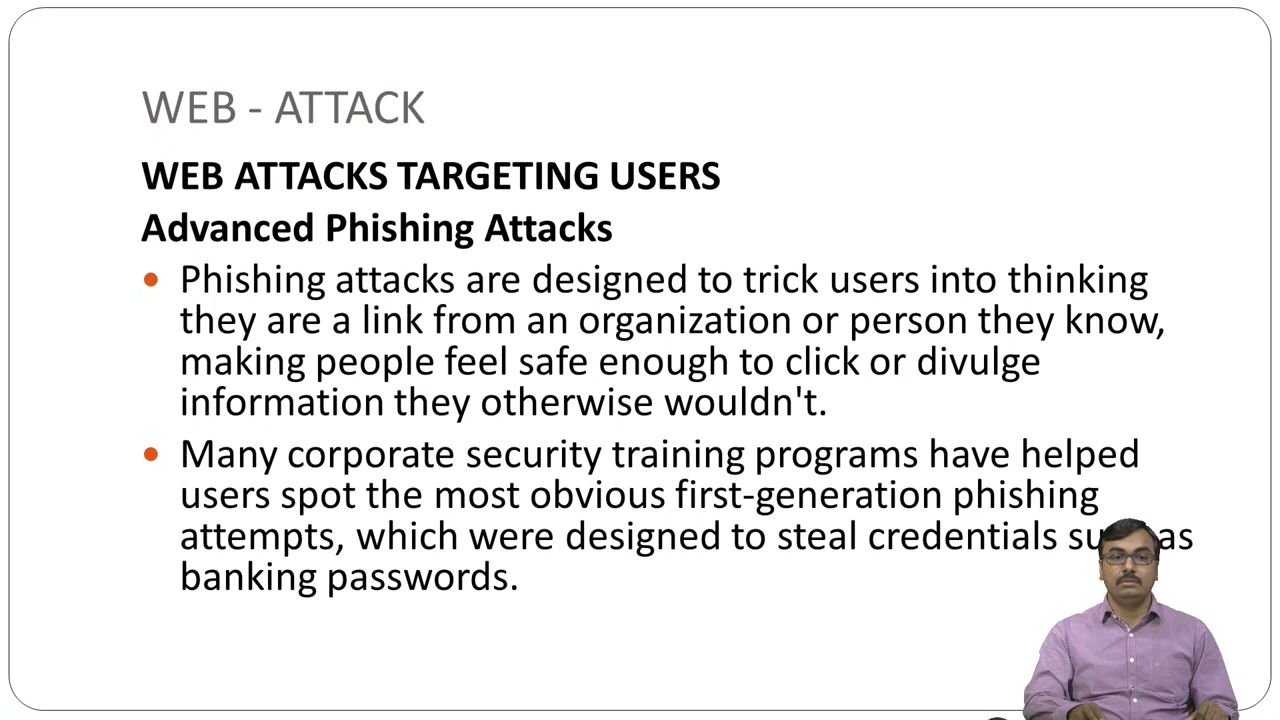 WEB - ATTACK
WEB ATTACKS TARGETING USERS
Advanced Phishing Attacks
• Phishing attacks are designed to trick users into thinking
they are a link from an organization or person they know,
making people feel safe enough to click or divulge
information they otherwise wouldn't.
• Many corporate security training programs have helped
users spot the most obvious first-generation phishing
attempts, which were designed to steal credentials as
banking passwords.